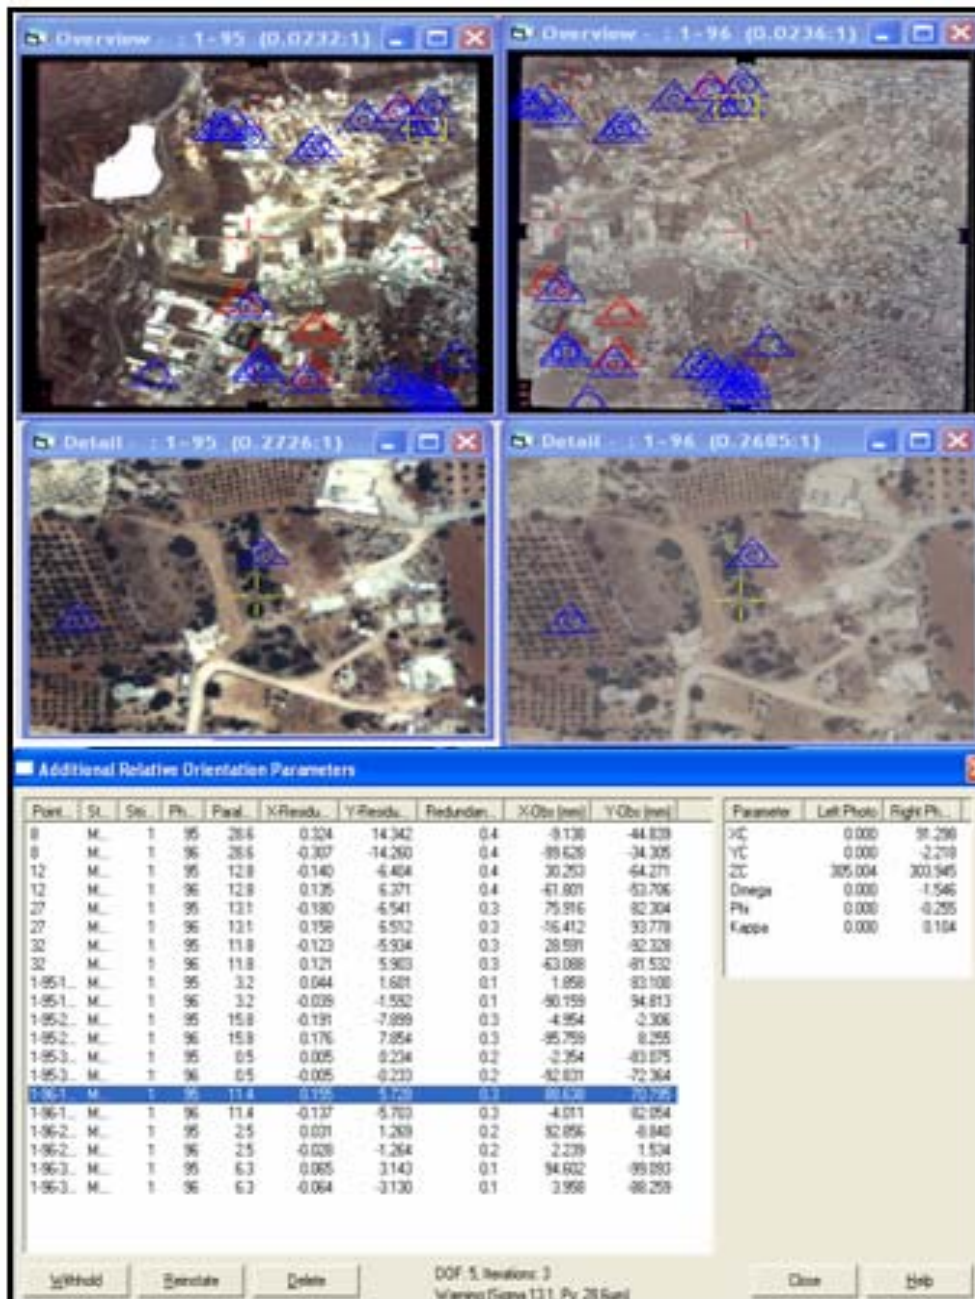 Overview - : 1-95 (0.0232:1)
Overview - : 1-96 (0.0236:1)
Detail - : 1-95 (0.2726:1)
Detail - : 1-96 (0.2685:1)
Additional Relative Orientation Parameters
Point... St... Stri... Ph... Paral... X-Residu... Y-Residu... Redundan... X-Obs (mm) Y-Obs (mm)
8 M... 1 95 28.6 0.324 14.342 0.4 -9.138 -44.839
8 M... 1 96 28.6 -0.307 -14.260 0.4 -99.628 -34.305
12 M... 1 95 12.8 -0.140 -6.404 0.4 30.253 -64.271
12 M... 1 96 12.8 0.135 6.371 0.4 -61.801 -53.706
27 M... 1 95 13.1 -0.180 -6.541 0.3 75.916 82.304
27 M... 1 96 13.1 0.158 6.512 0.3 -16.412 93.778
32 M... 1 95 11.8 -0.123 -5.934 0.3 28.591 -92.328
32 M... 1 96 11.8 0.121 5.903 0.3 -63.088 -81.532
1-95-1... M... 1 95 3.2 0.044 1.601 0.1 1.858 83.100
1-95-1... M... 1 96 3.2 -0.039 -1.592 0.1 -90.159 94.813
1-95-2... M... 1 95 15.8 -0.191 -7.899 0.3 -4.954 -2.306
1-95-2... M... 1 96 15.8 0.176 7.854 0.3 -95.759 8.255
1-95-3... M... 1 95 0.5 0.005 0.234 0.2 -2.354 -83.075
1-95-3... M... 1 96 0.5 -0.005 -0.233 0.2 -92.831 -72.364
1-96-1... M... 1 95 11.4 0.155 5.728 0.3 88.638 70.795
1-96-1... M... 1 96 11.4 -0.137 -5.703 0.3 -4.011 82.054
1-96-2... M... 1 95 2.5 0.031 1.269 0.2 92.856 -8.840
1-96-2... M... 1 96 2.5 -0.028 -1.264 0.2 2.239 1.534
1-96-3... M... 1 95 6.3 0.065 3.143 0.1 94.602 -99.093
1-96-3... M... 1 96 6.3 -0.064 -3.130 0.1 3.958 -88.259
Parameter Left Photo Right Ph...
XC 0.000 91.298
YC 0.000 -2.218
ZC 305.004 303.945
Omega 0.000 -1.546
Phi 0.000 -0.255
Kappa 0.000 0.104
Withhold Reinstate Delete
DOF: 5, Iterations: 3
Warning (Sigma 13.1, Py, 28.6um)
Close Help